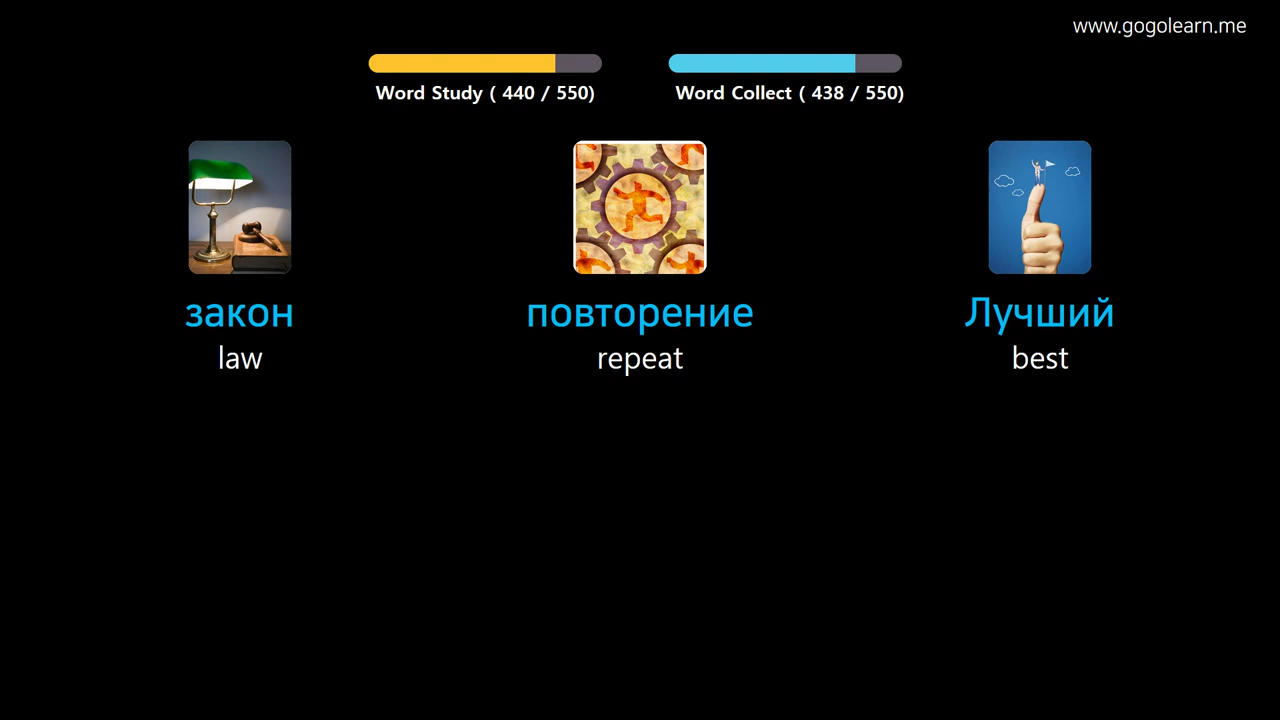 www.gogolearn.me
Word Study ( 440 / 550)
Word Collect ( 438 / 550)
закон
повторение
Лучший
law
repeat
best